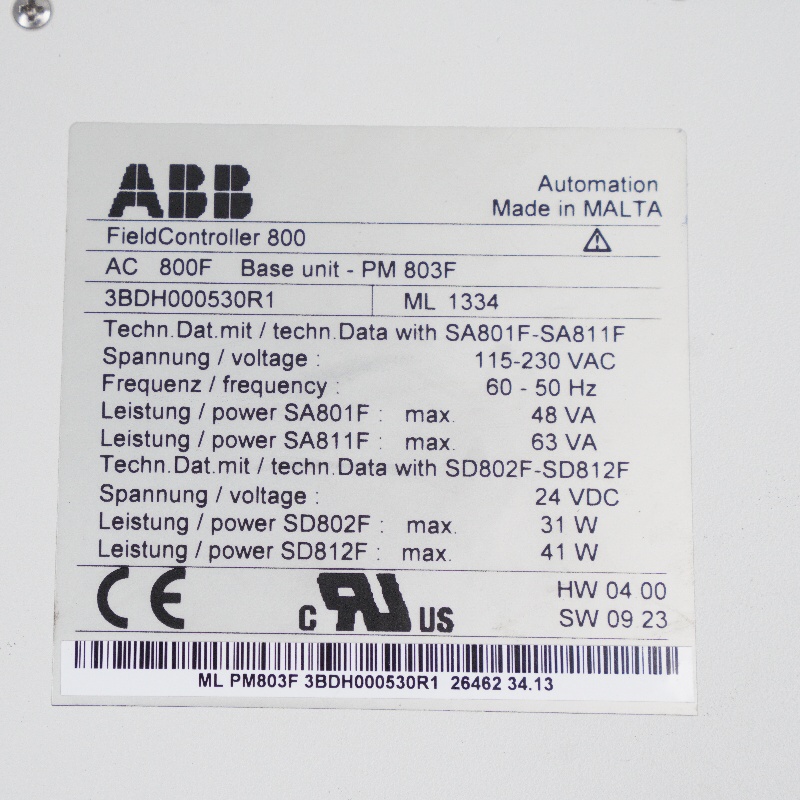 ABB
Automation
Made in MALTA
FieldController 800
AC 800F Base unit - PM 803F
3BDH000530R1 ML 1334
Techn.Dat.mit / techn.Data with SA801F-SA811F
Spannung / voltage : 115-230 VAC
Frequenz / frequency : 60 - 50 Hz
Leistung / power SA801F : max. 48 VA
Leistung / power SA811F : max. 63 VA
Techn.Dat.mit / techn.Data with SD802F-SD812F
Spannung / voltage : 24 VDC
Leistung / power SD802F : max. 31 W
Leistung / power SD812F : max. 41 W
CE c RU US
HW 04 00
SW 09 23
ML PM803F 3BDH000530R1 26462 34.13